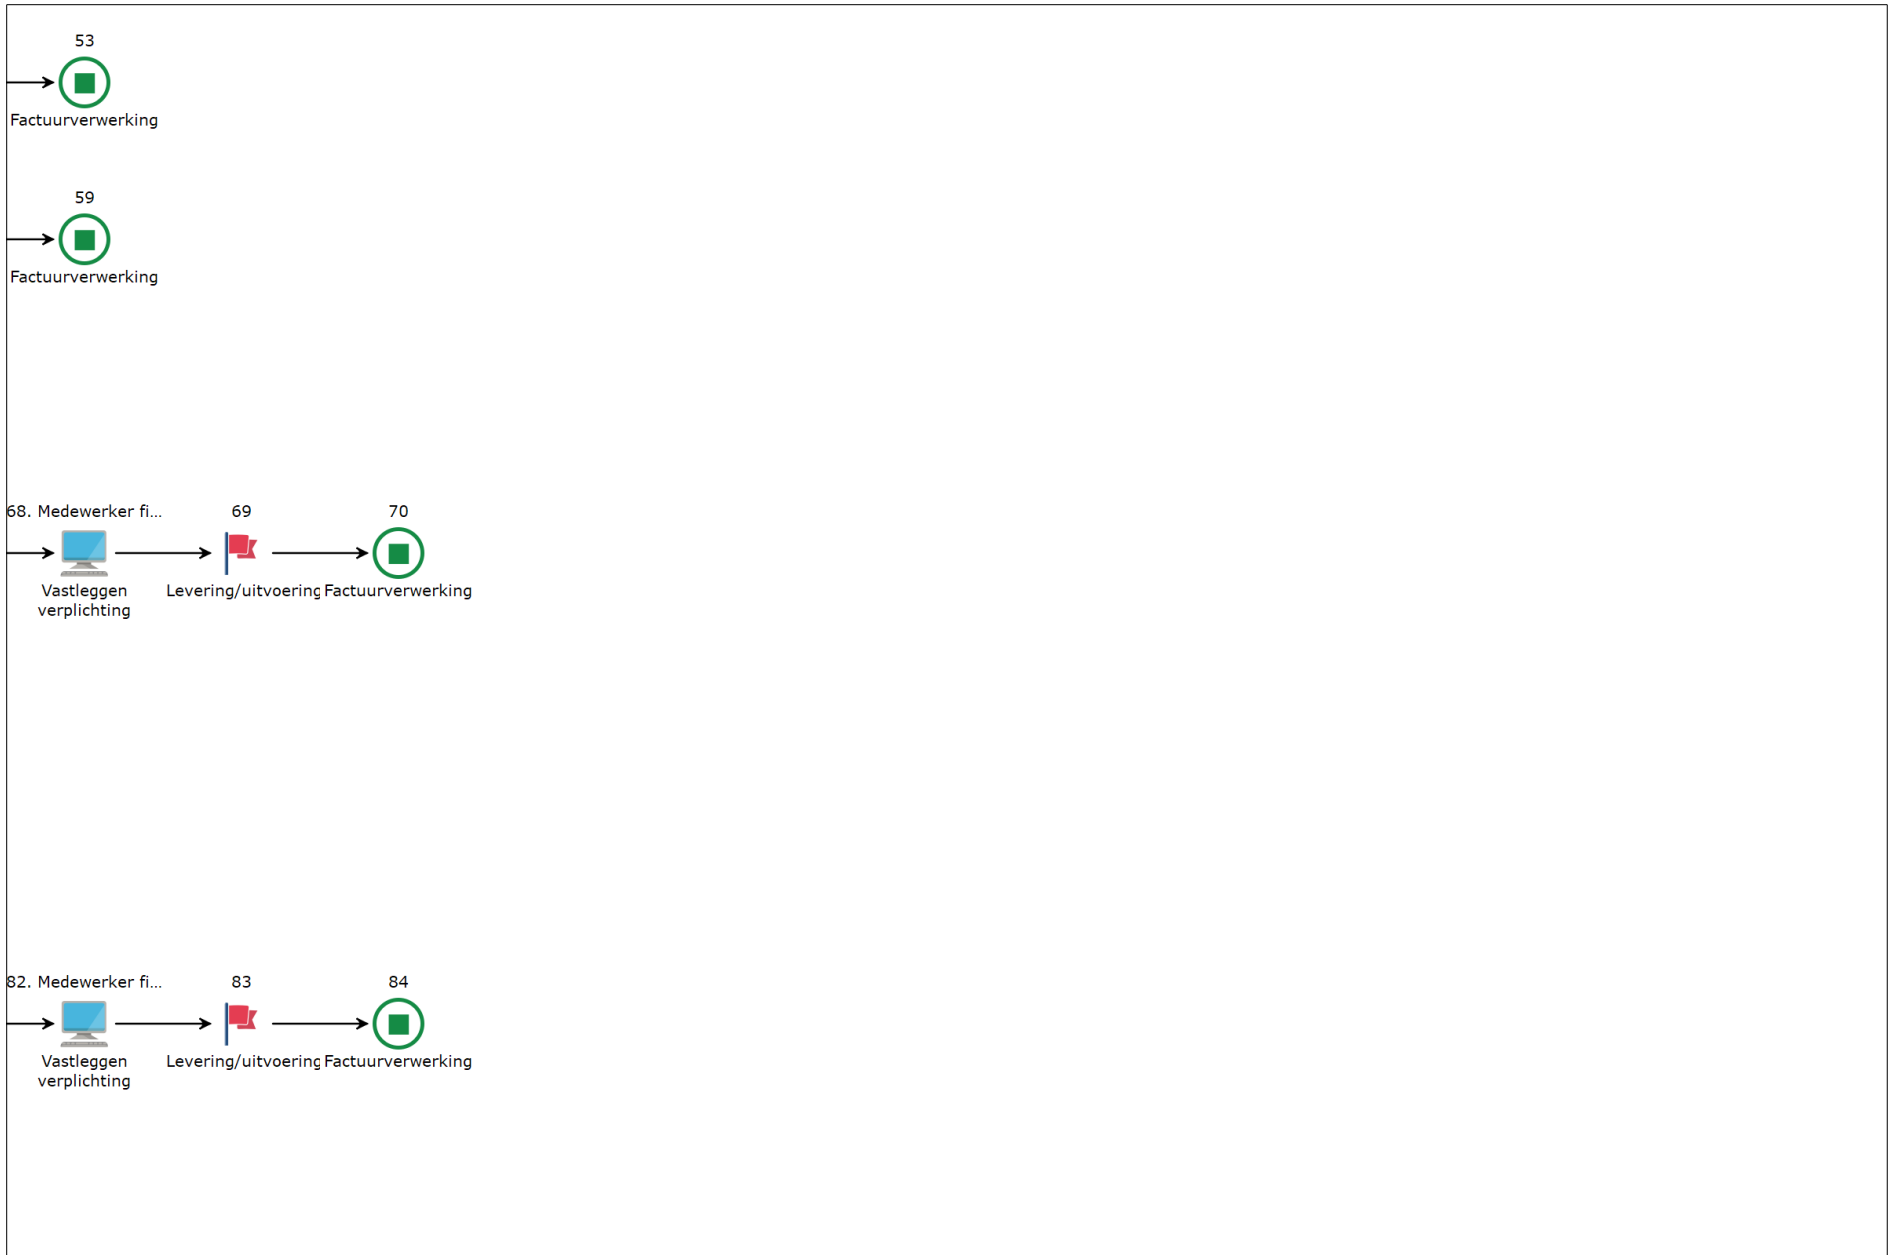 53
Factuurverwerking
59
Factuurverwerking
68. Medewerker fi...
69
70
Vastleggen
verplichting
Levering/uitvoering
Factuurverwerking
82. Medewerker fi...
83
84
Vastleggen
verplichting
Levering/uitvoering
Factuurverwerking